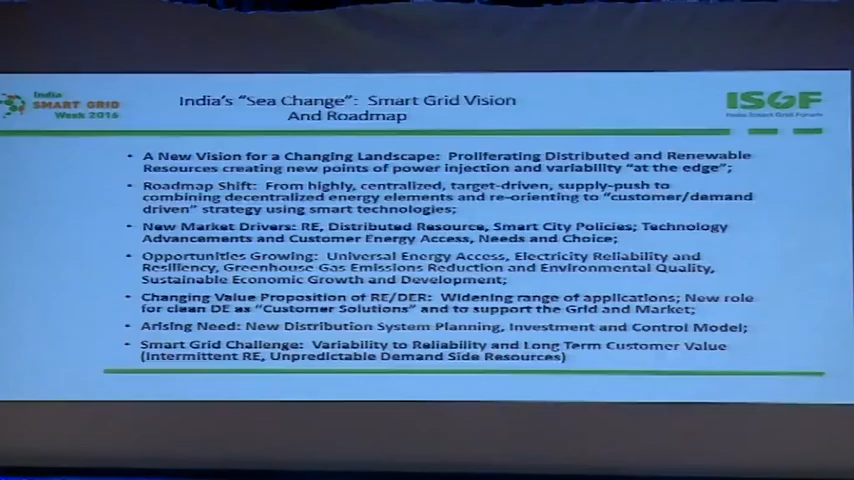 India
SMART GRID
Week 2016
India's "Sea Change": Smart Grid Vision
And Roadmap
ISGF
India Smart Grid Forum
• A New Vision for a Changing Landscape: Proliferating Distributed and Renewable
Resources creating new points of power injection and variability "at the edge";
• Roadmap Shift: From highly, centralized, target-driven, supply-push to
combining decentralized energy elements and re-orienting to "customer/demand
driven" strategy using smart technologies;
• New Market Drivers: RE, Distributed Resource, Smart City Policies; Technology
Advancements and Customer Energy Access, Needs and Choice;
• Opportunities Growing: Universal Energy Access, Electricity Reliability and
Resiliency, Greenhouse Gas Emissions Reduction and Environmental Quality,
Sustainable Economic Growth and Development;
• Changing Value Proposition of RE/DER: Widening range of applications; New role
for clean DE as "Customer Solutions" and to support the Grid and Market;
• Arising Need: New Distribution System Planning, Investment and Control Model;
• Smart Grid Challenge: Variability to Reliability and Long Term Customer Value
(Intermittent RE, Unpredictable Demand Side Resources)